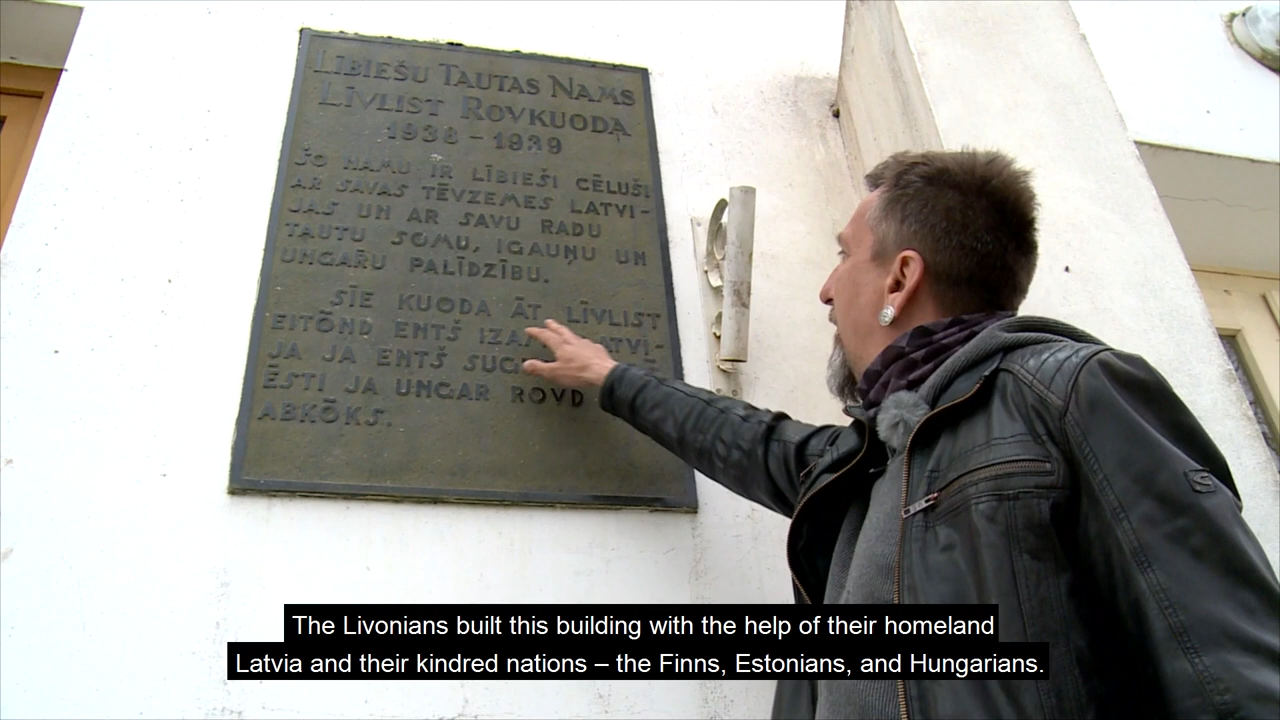 LĪBIEŠU TAUTAS NAMS
LĪVLIST ROVKUODA
1938 – 1939
ŠO NAMU IR LĪBIEŠI CĒLUŠI
AR SAVAS TĒVZEMES LATVI-
JAS UN AR SAVU RADU
TAUTU SOMU, IGAUŅU UN
UNGĀRU PALĪDZĪBU.
SĪE KUODA ĀT LĪVLIST
EITÕND ENTŠ IZAM LATVI-
JA JA ENTŠ
ĒSTI JA UNGAR ROVD
ABKÕKS.
The Livonians built this building with the help of their homeland
Latvia and their kindred nations – the Finns, Estonians, and Hungarians.